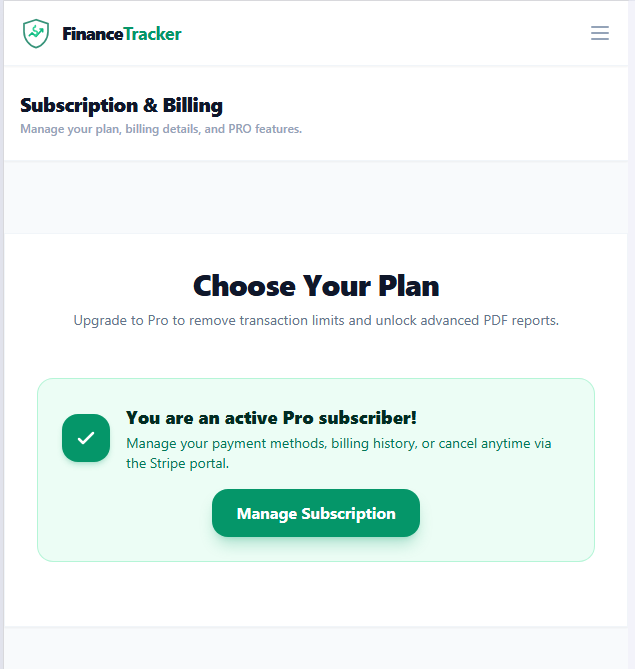 FinanceTracker
Subscription & Billing
Manage your plan, billing details, and PRO features.
Choose Your Plan
Upgrade to Pro to remove transaction limits and unlock advanced PDF reports.
You are an active Pro subscriber!
Manage your payment methods, billing history, or cancel anytime via
the Stripe portal.
Manage Subscription